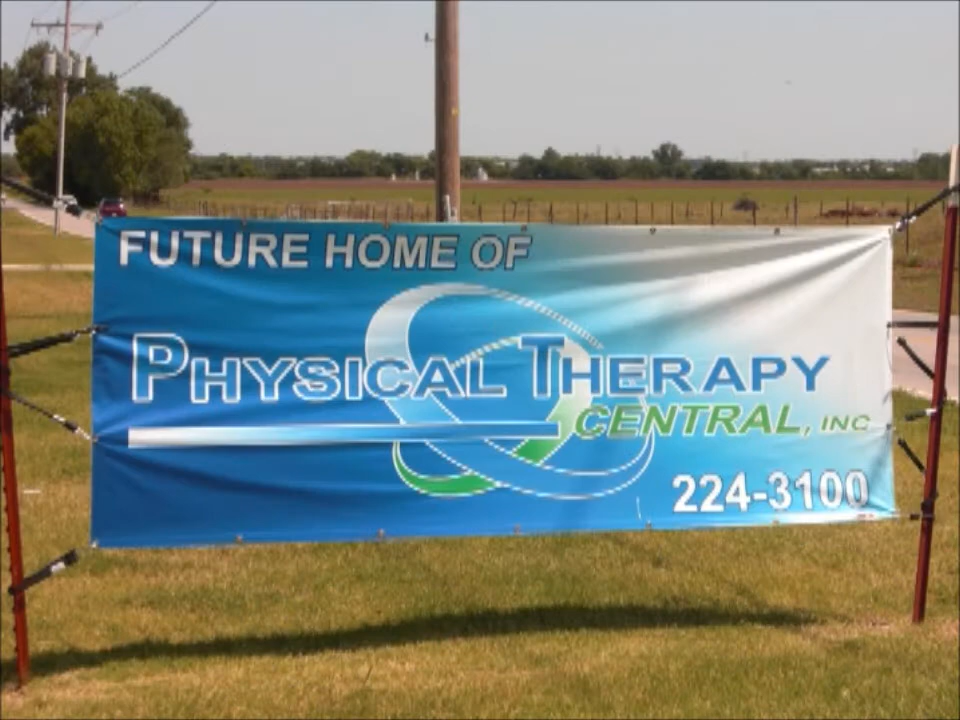 FUTURE HOME OF
PHYSICAL THERAPY
CENTRAL, INC
224-3100